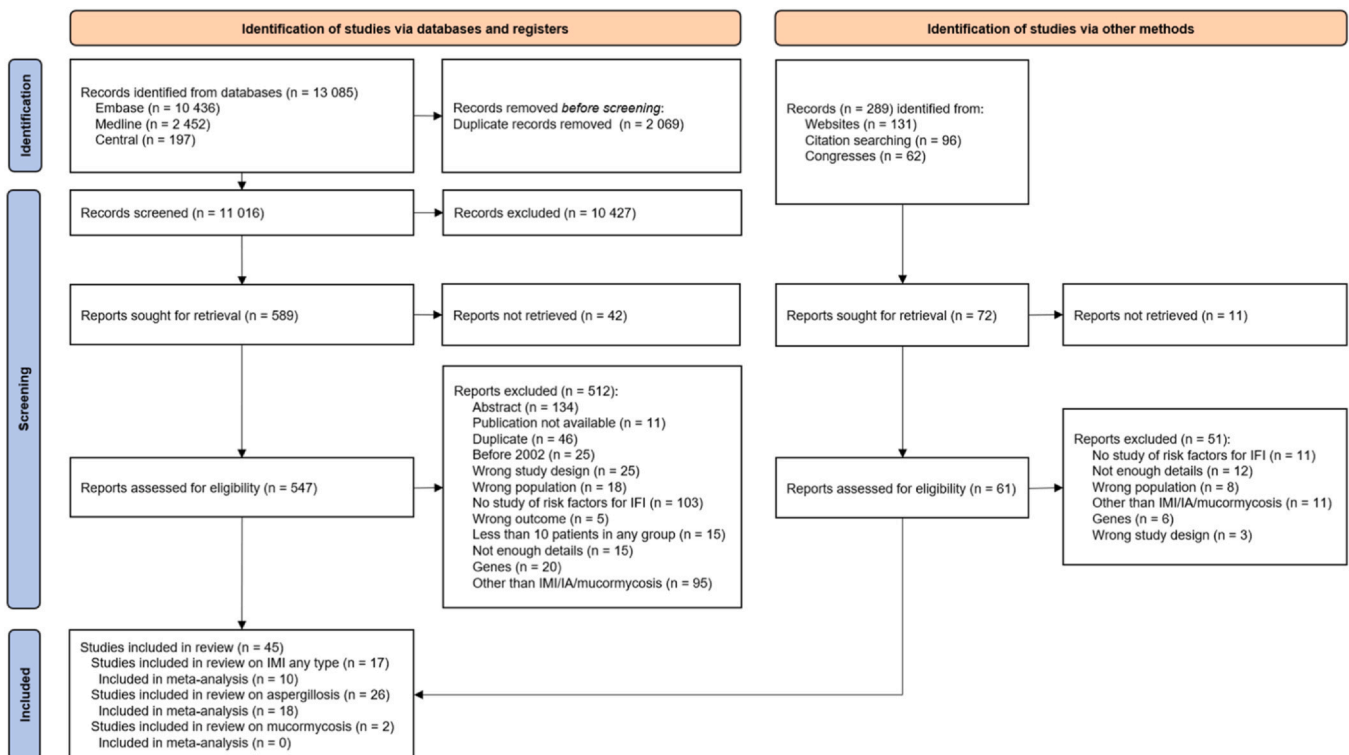 Identification of studies via databases and registers
Identification of studies via other methods
Identification
Records identified from databases (n = 13 085)
Embase (n = 10 436)
Medline (n = 2 452)
Central (n = 197)
Records removed before screening:
Duplicate records removed (n = 2 069)
Records (n = 289) identified from:
Websites (n = 131)
Citation searching (n = 96)
Congresses (n = 62)
Screening
Records screened (n = 11 016)
Records excluded (n = 10 427)
Reports sought for retrieval (n = 589)
Reports not retrieved (n = 42)
Reports sought for retrieval (n = 72)
Reports not retrieved (n = 11)
Reports assessed for eligibility (n = 547)
Reports excluded (n = 512):
Abstract (n = 134)
Publication not available (n = 11)
Duplicate (n = 46)
Before 2002 (n = 25)
Wrong study design (n = 25)
Wrong population (n = 18)
No study of risk factors for IFI (n = 103)
Wrong outcome (n = 5)
Less than 10 patients in any group (n = 15)
Not enough details (n = 15)
Genes (n = 20)
Other than IMI/IA/mucormycosis (n = 95)
Reports assessed for eligibility (n = 61)
Reports excluded (n = 51):
No study of risk factors for IFI (n = 11)
Not enough details (n = 12)
Wrong population (n = 8)
Other than IMI/IA/mucormycosis (n = 11)
Genes (n = 6)
Wrong study design (n = 3)
Included
Studies included in review (n = 45)
Studies included in review on IMI any type (n = 17)
Included in meta-analysis (n = 10)
Studies included in review on aspergillosis (n = 26)
Included in meta-analysis (n = 18)
Studies included in review on mucormycosis (n = 2)
Included in meta-analysis (n = 0)